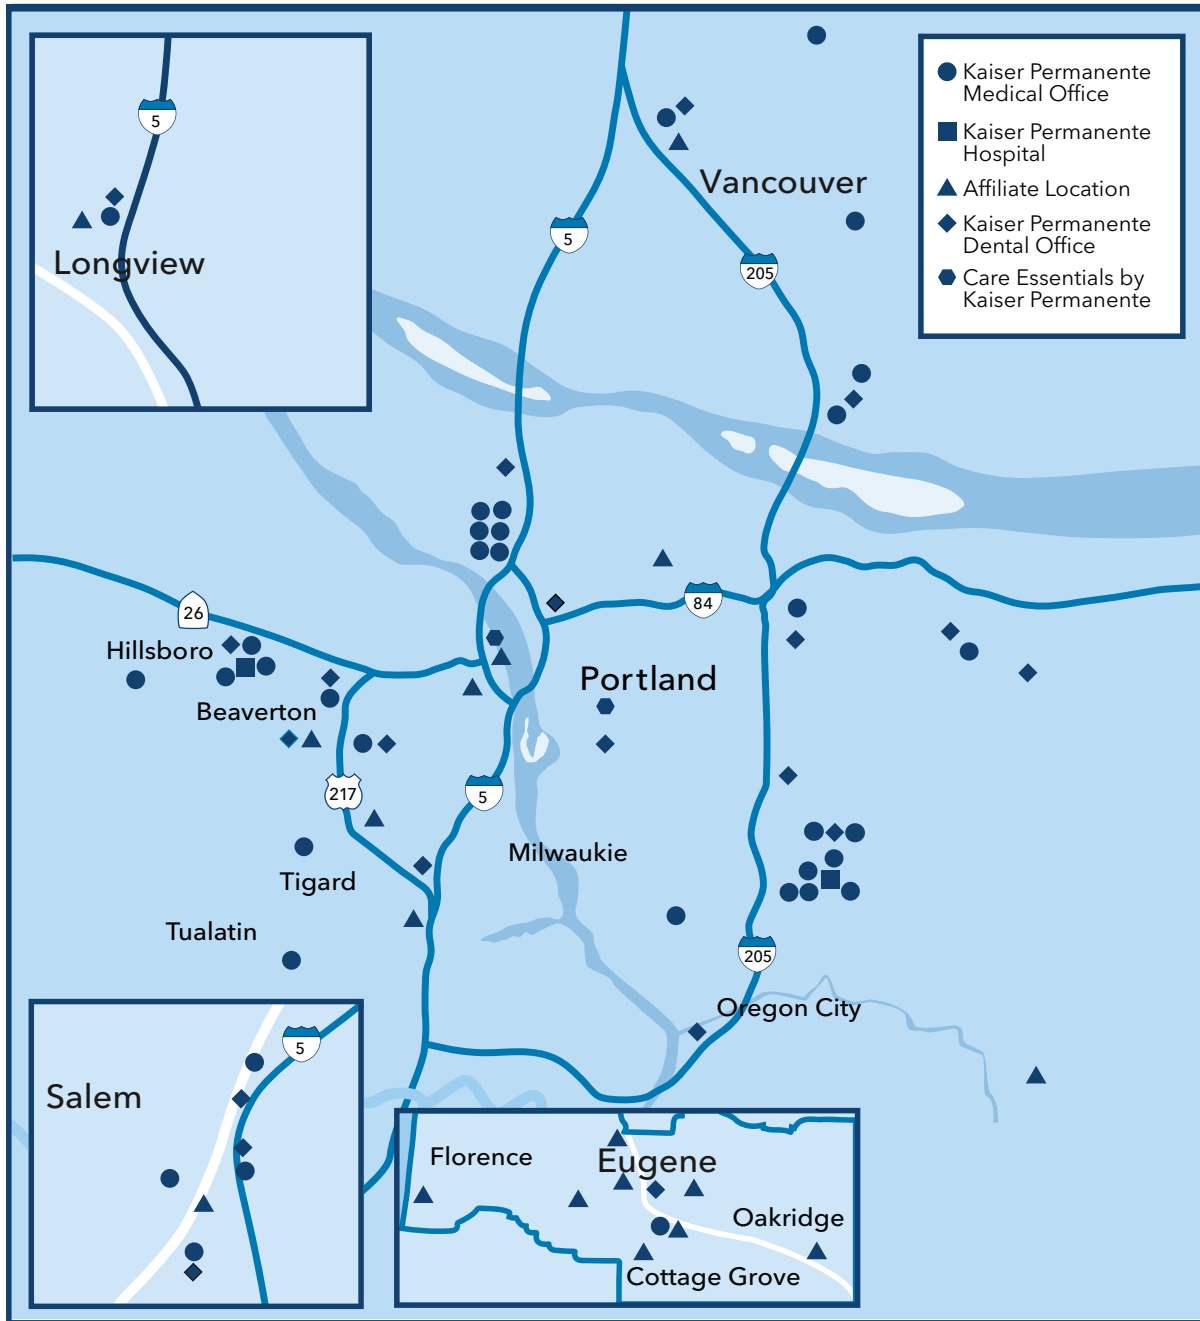 5
Longview
Kaiser Permanente
Medical Office
Kaiser Permanente
Hospital
Affiliate Location
Kaiser Permanente
Dental Office
Care Essentials by
Kaiser Permanente
Vancouver
5
205
84
26
Hillsboro
Portland
Beaverton
217
5
Milwaukie
Tigard
Tualatin
205
Oregon City
5
Salem
Florence
Eugene
Oakridge
Cottage Grove